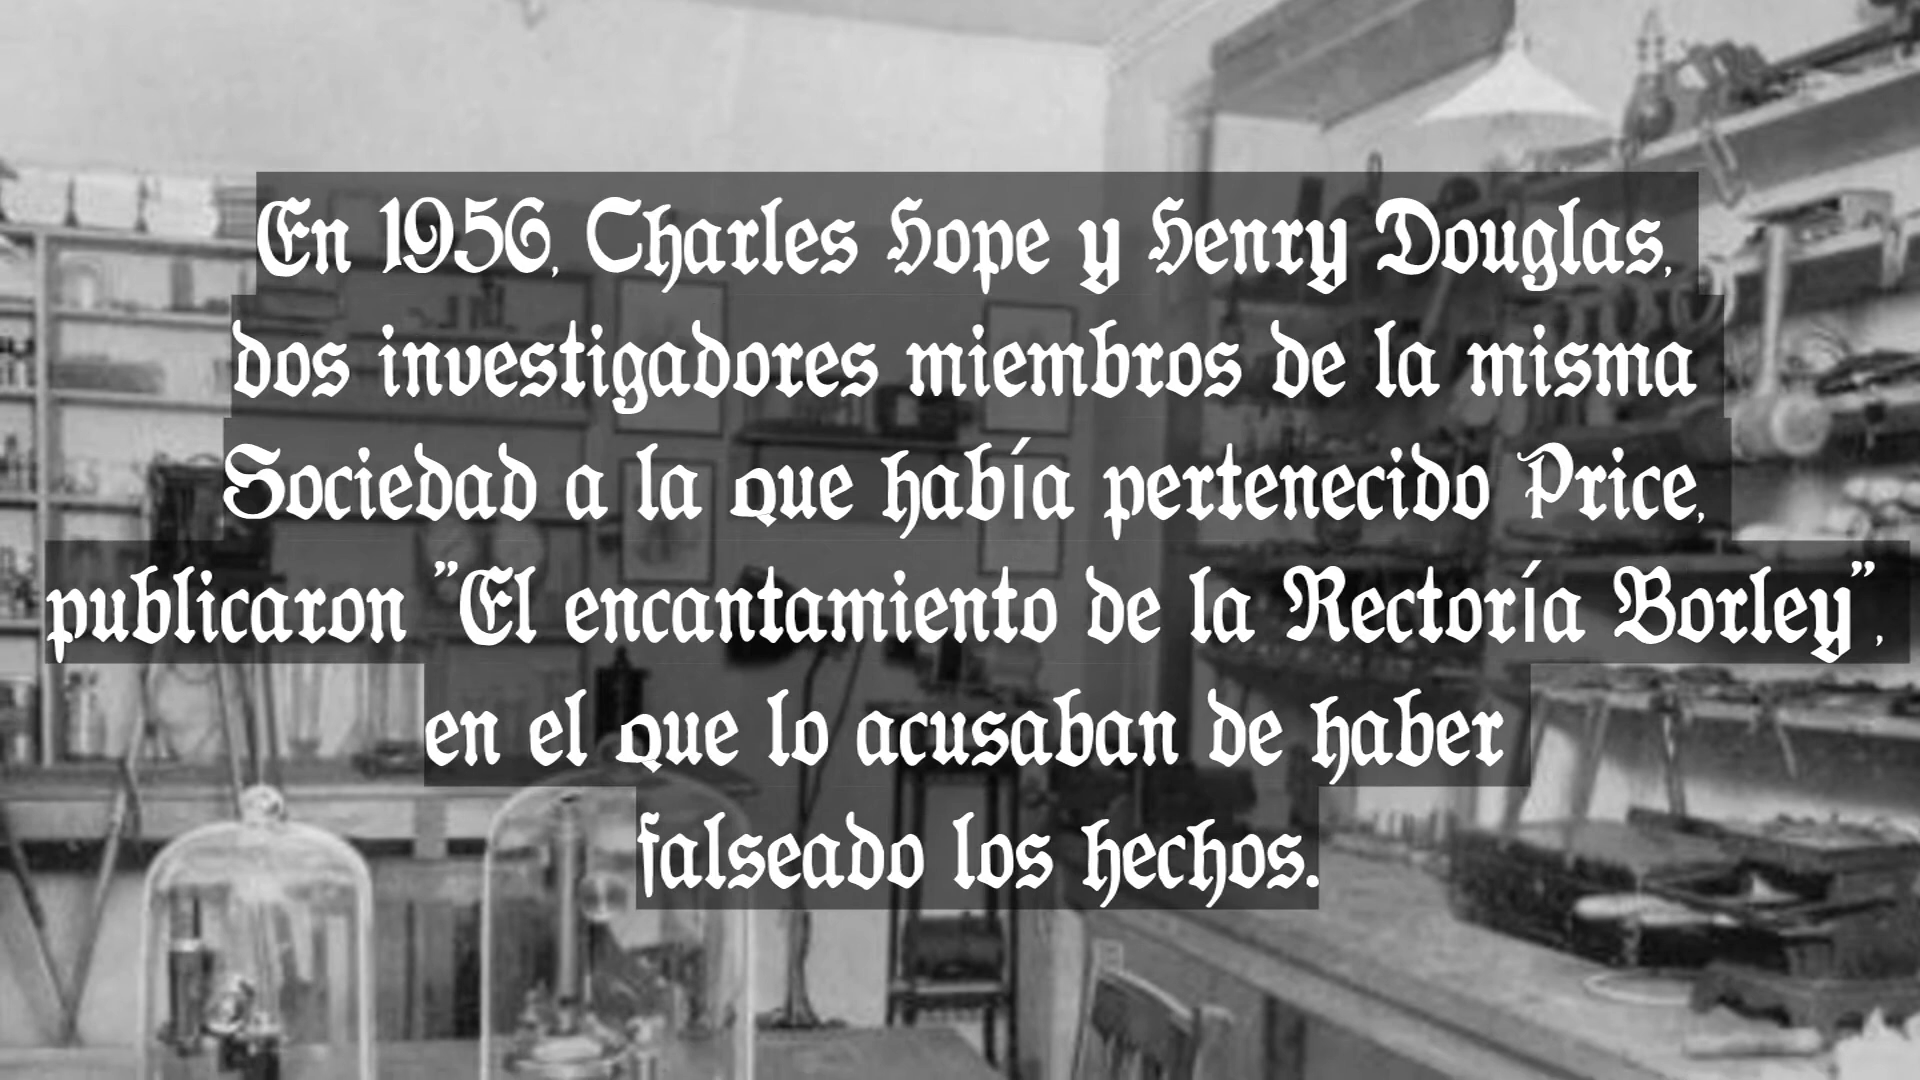 En 1956, Charles Hope y Henry Douglas,
dos investigadores miembros de la misma
Sociedad a la que había pertenecido Price,
publicaron "El encantamiento de la Rectoría Borley",
en el que lo acusaban de haber
falseado los hechos.